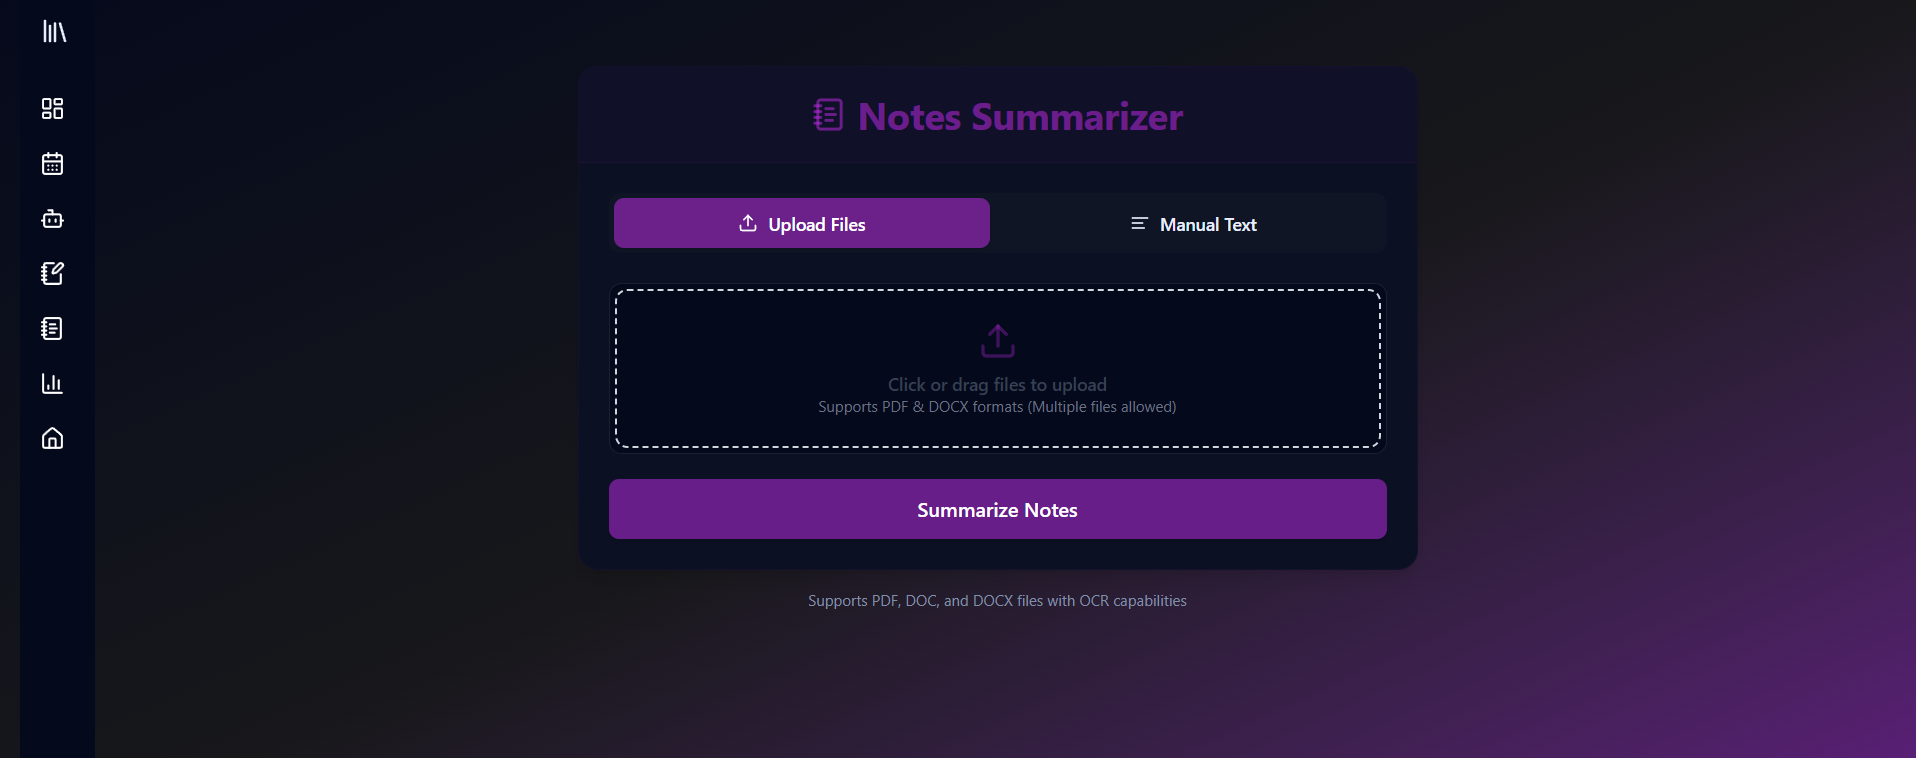 Notes Summarizer
Upload Files
Manual Text
Click or drag files to upload
Supports PDF & DOCX formats (Multiple files allowed)
Summarize Notes
Supports PDF, DOC, and DOCX files with OCR capabilities